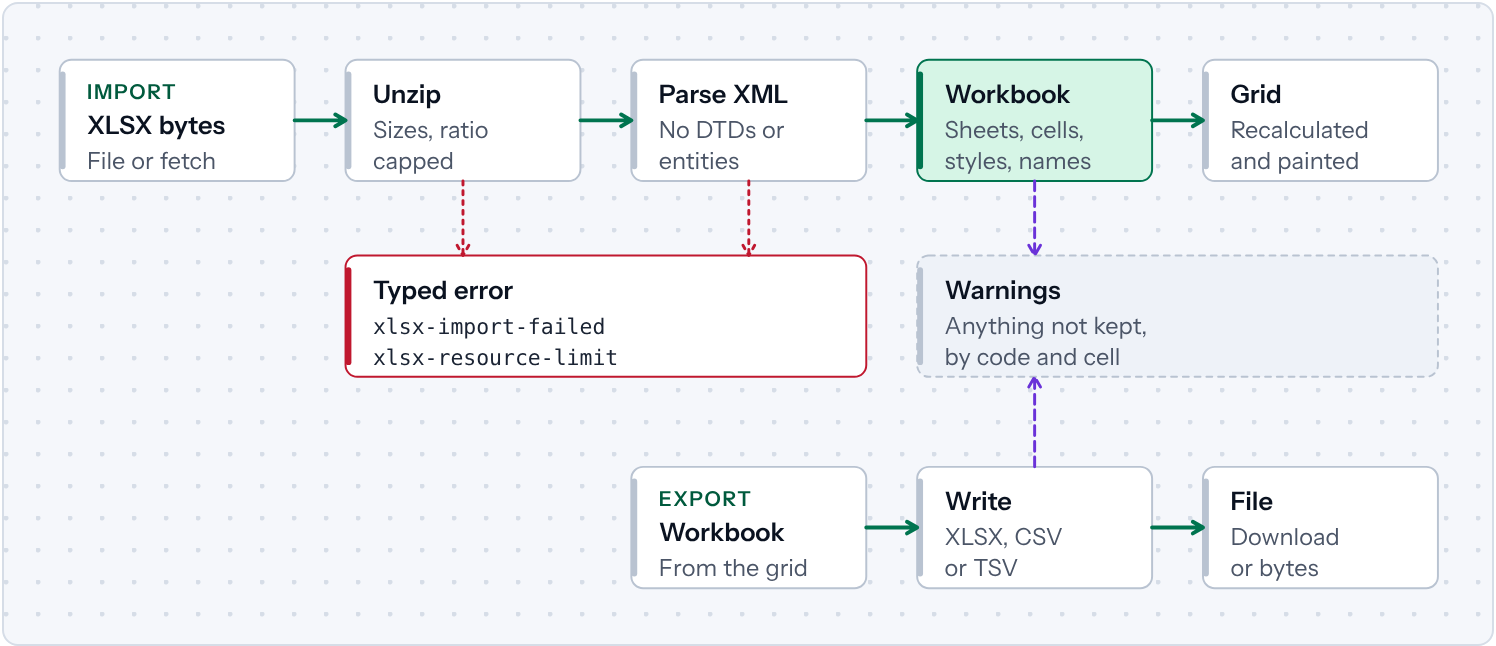 IMPORT
XLSX bytes
File or fetch
Unzip
Sizes, ratio
capped
Parse XML
No DTDs or
entities
Workbook
Sheets, cells,
styles, names
Grid
Recalculated
and painted
Typed error
xlsx-import-failed
xlsx-resource-limit
Warnings
Anything not kept,
by code and cell
EXPORT
Workbook
From the grid
Write
XLSX, CSV
or TSV
File
Download
or bytes